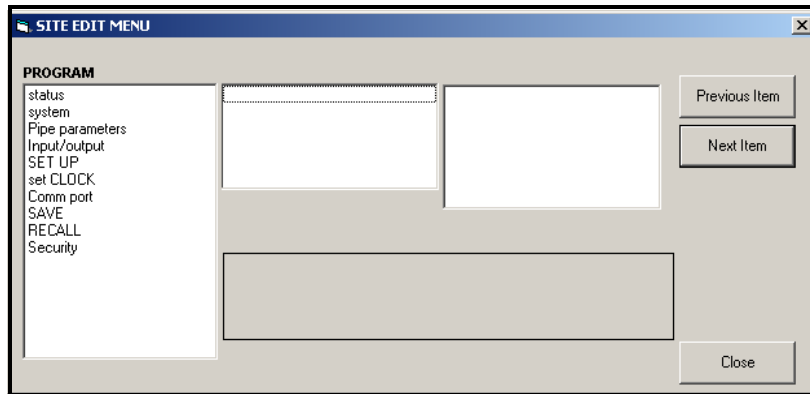 SITE EDIT MENU
PROGRAM
status
system
Pipe parameters
Input/output
SET UP
set CLOCK
Comm port
SAVE
RECALL
Security
Previous Item
Next Item
Close